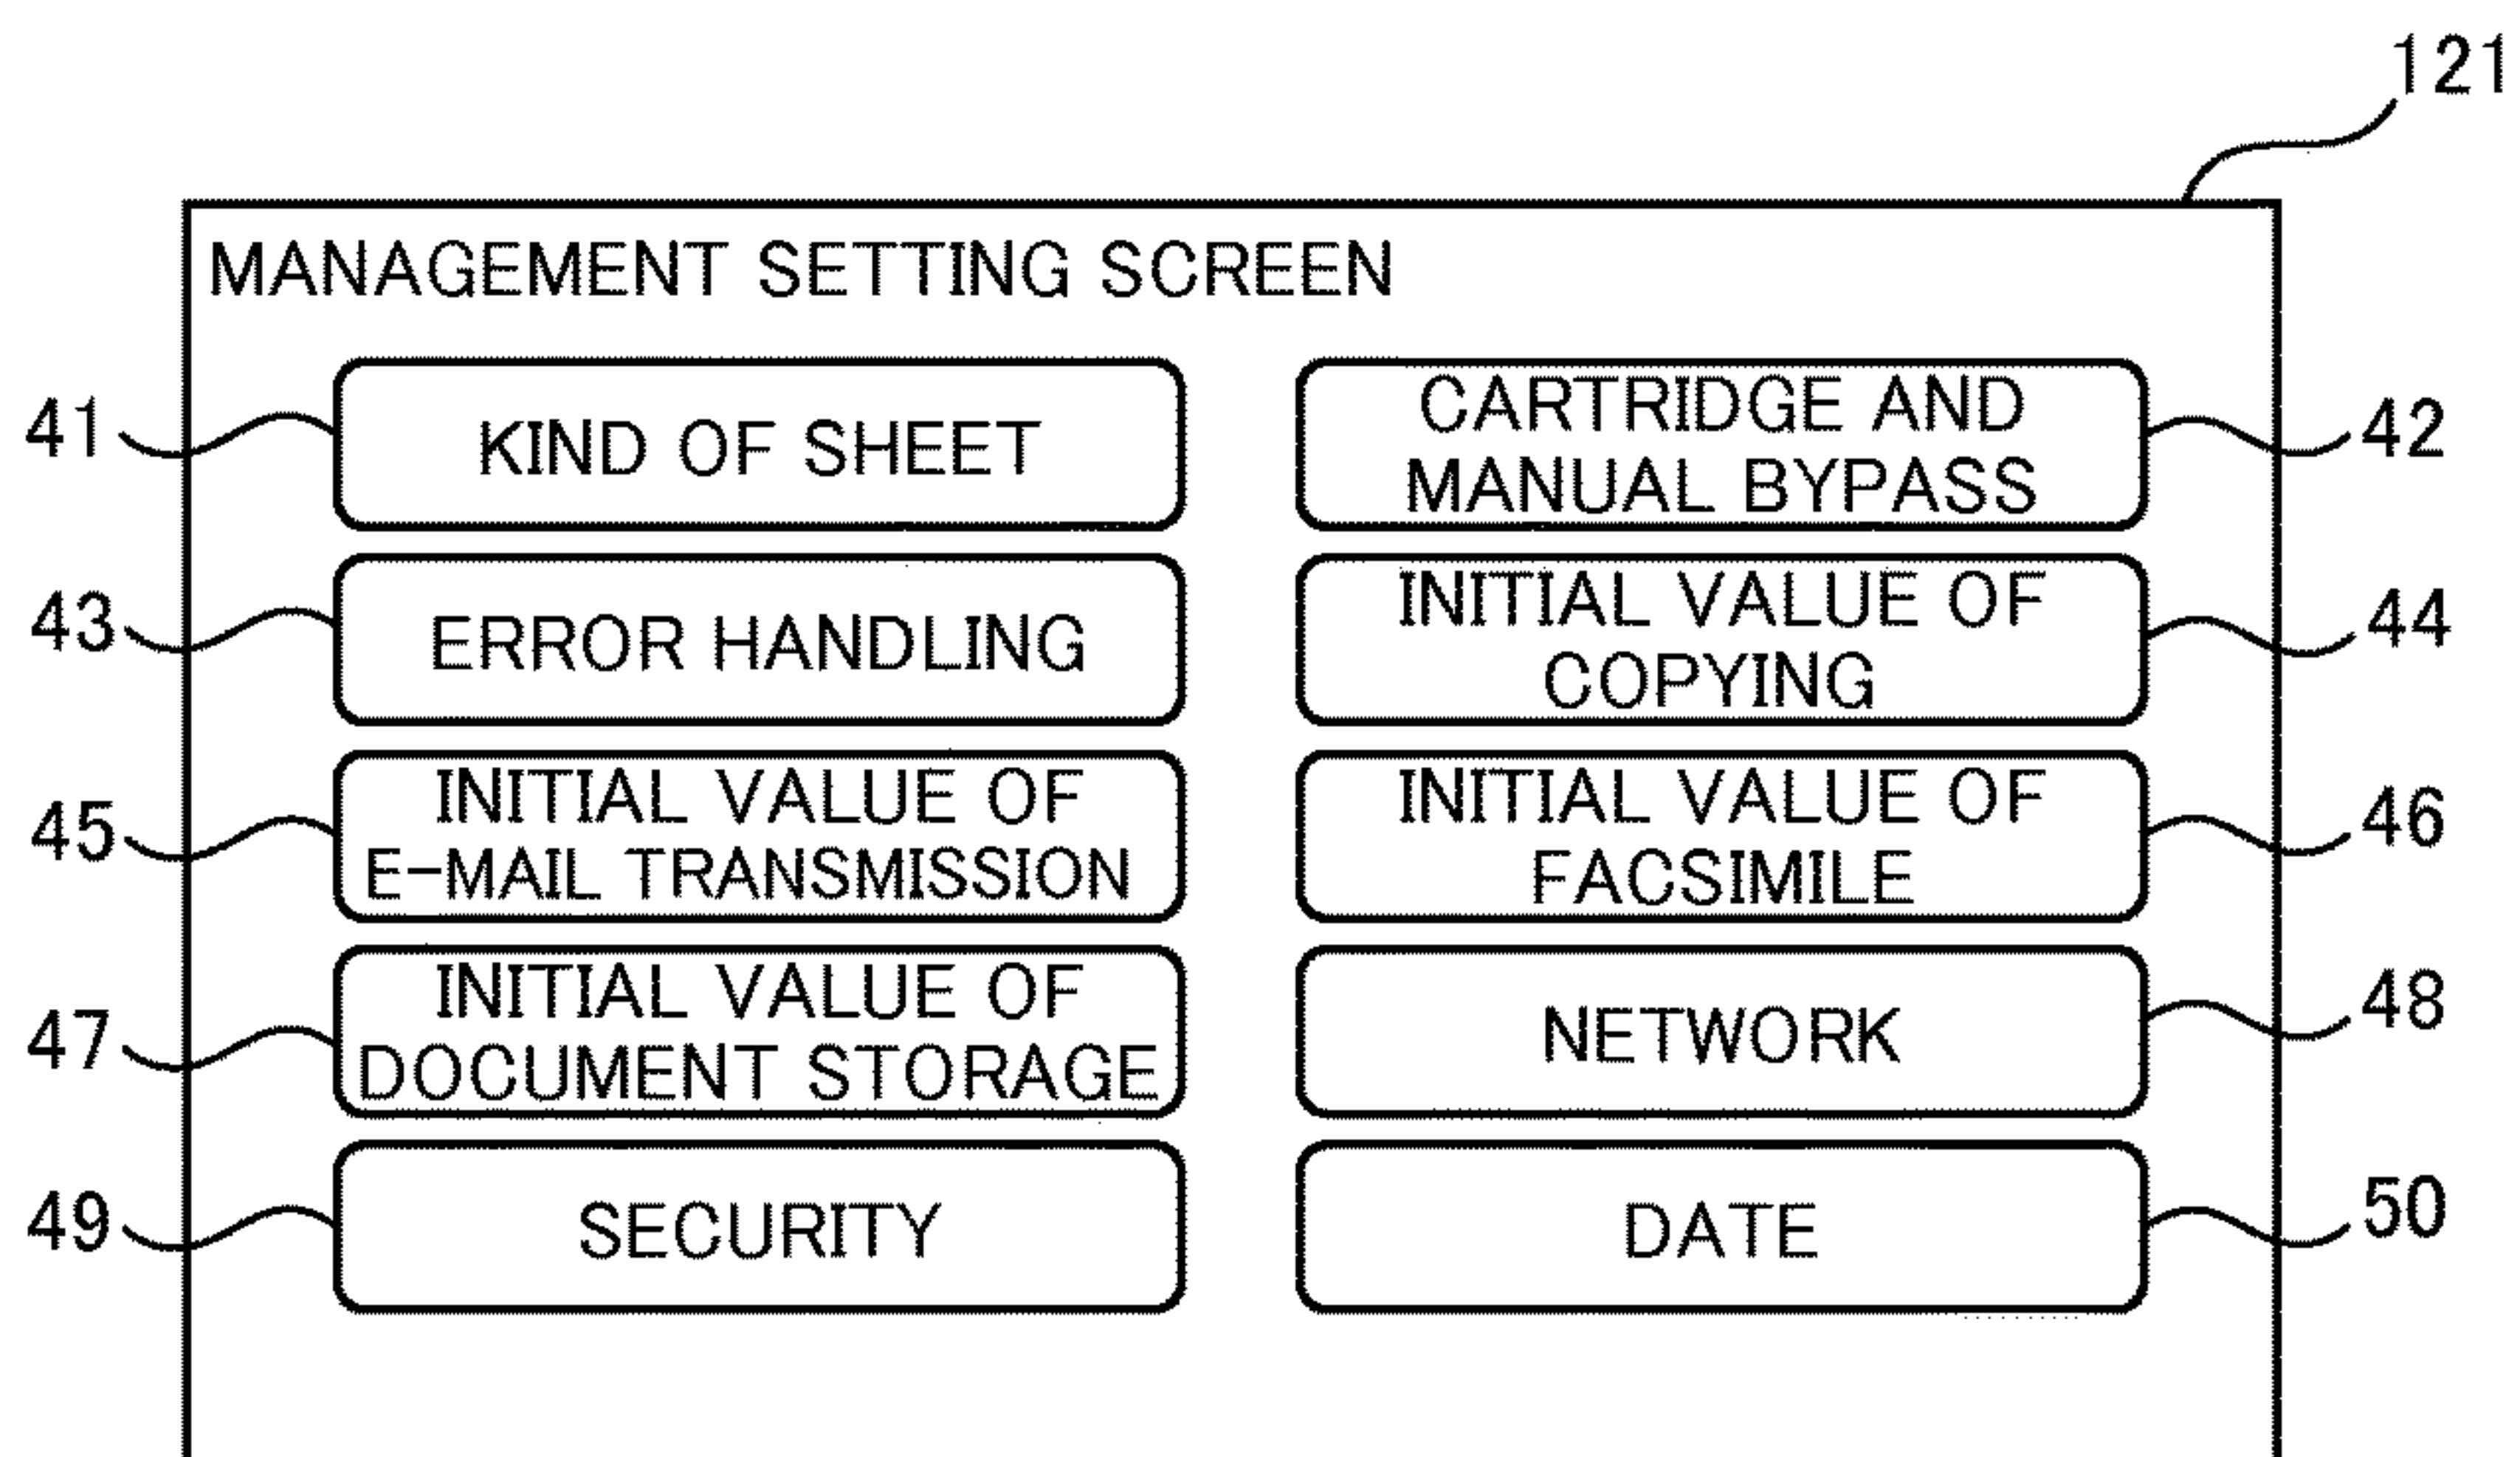 121
MANAGEMENT SETTING SCREEN
41
KIND OF SHEET
CARTRIDGE AND
MANUAL BYPASS
42
43
ERROR HANDLING
INITIAL VALUE OF
COPYING
44
45
INITIAL VALUE OF
E-MAIL TRANSMISSION
INITIAL VALUE OF
FACSIMILE
46
47
INITIAL VALUE OF
DOCUMENT STORAGE
NETWORK
48
49
SECURITY
DATE
50